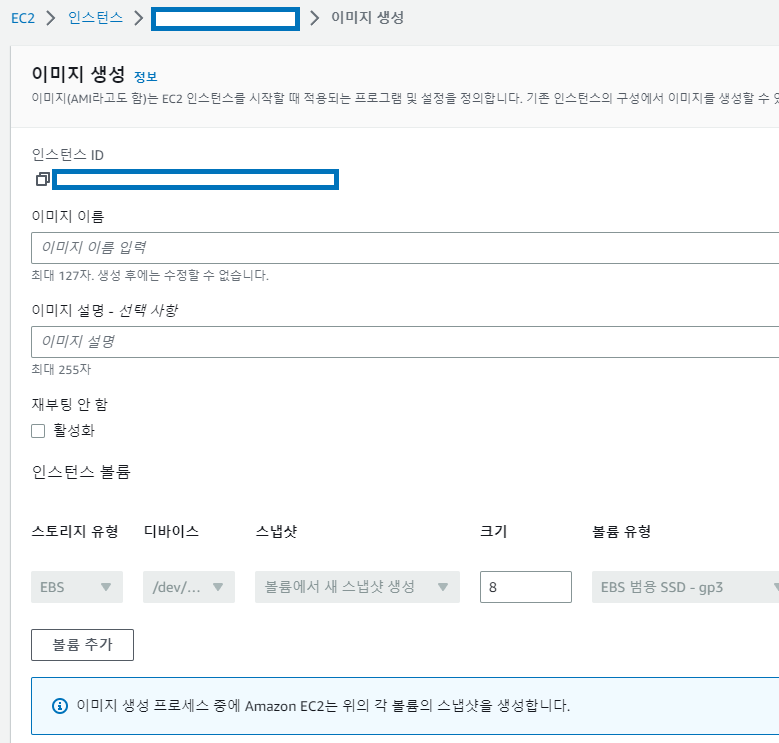 EC2 > 인스턴스 > > 이미지 생성
이미지 생성 정보
이미지(AMI라고도 함)는 EC2 인스턴스를 시작할 때 적용되는 프로그램 및 설정을 정의합니다. 기존 인스턴스의 구성에서 이미지를 생성할 수
인스턴스 ID
이미지 이름
이미지 이름 입력
최대 127자. 생성 후에는 수정할 수 없습니다.
이미지 설명 - 선택 사항
이미지 설명
최대 255자
재부팅 안 함
활성화
인스턴스 볼륨
스토리지 유형 디바이스 스냅샷 크기 볼륨 유형
EBS /dev/... 볼륨에서 새 스냅샷 생성 8 EBS 범용 SSD - gp3
볼륨 추가
이미지 생성 프로세스 중에 Amazon EC2는 위의 각 볼륨의 스냅샷을 생성합니다.